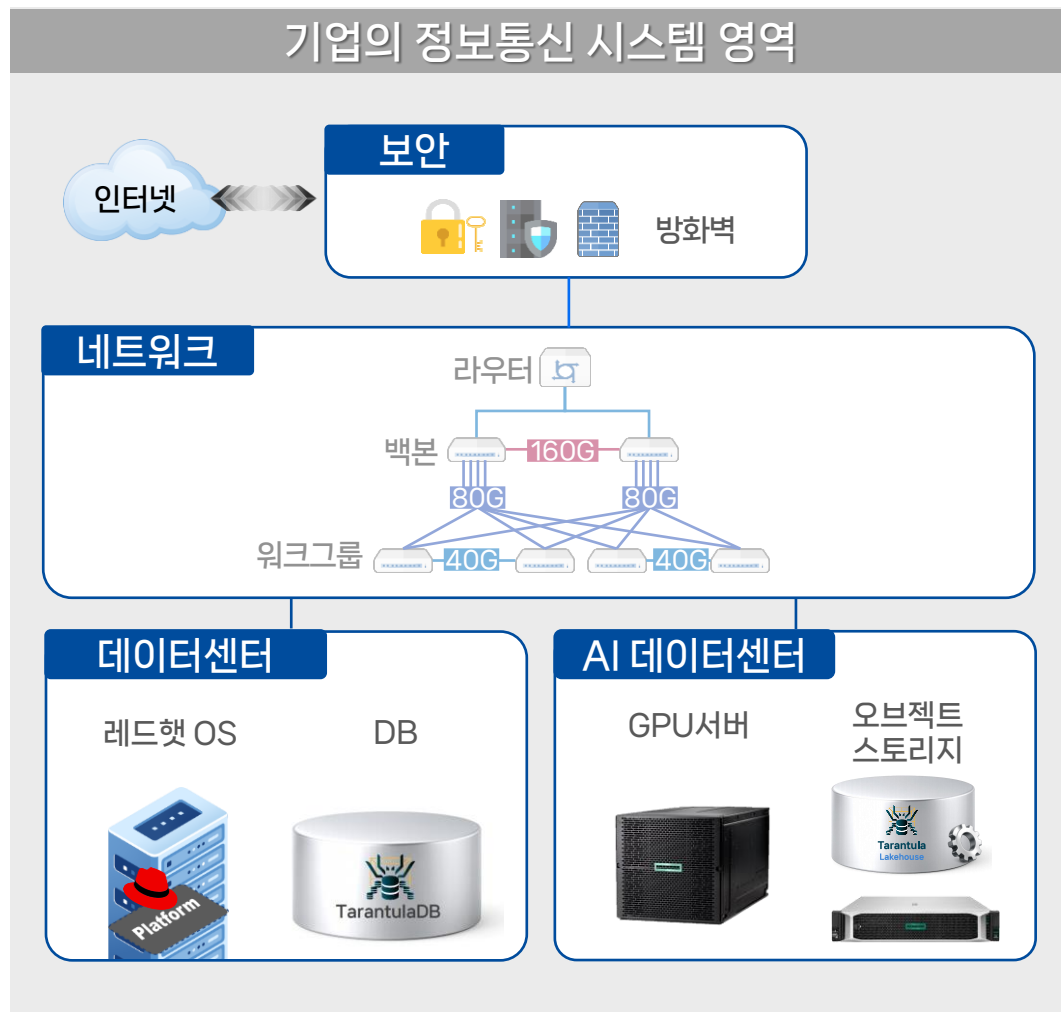 기업의 정보통신 시스템 영역
보안
인터넷
방화벽
네트워크
라우터
백본
160G
80G
80G
워크그룹
40G
40G
데이터센터
AI 데이터센터
레드햇 OS
DB
GPU서버
오브젝트
스토리지
Platform
TarantulaDB
Tarantula
Lakehouse